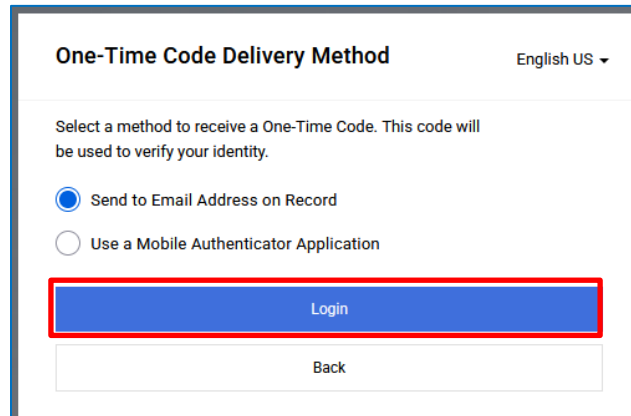 One-Time Code Delivery Method
English US
Select a method to receive a One-Time Code. This code will
be used to verify your identity.
Send to Email Address on Record
Use a Mobile Authenticator Application
Login
Back